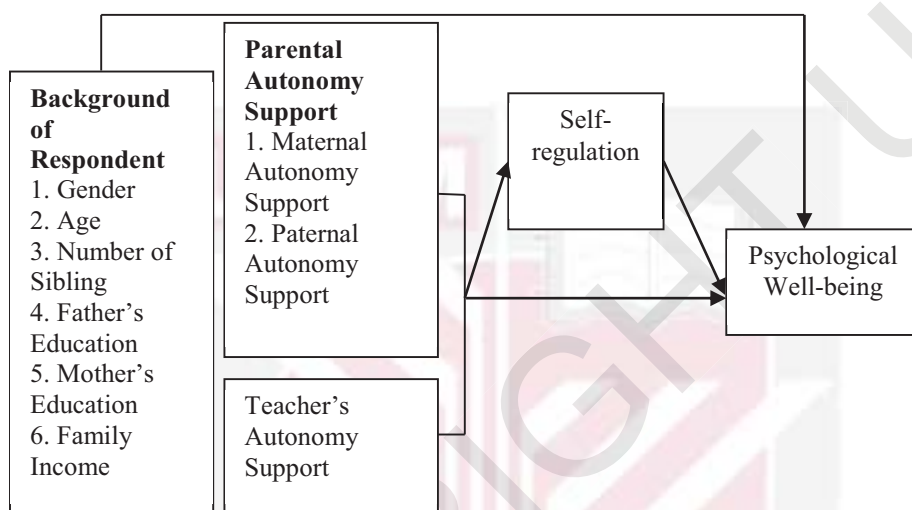 Background
of
Respondent
1. Gender
2. Age
3. Number of
Sibling
4. Father’s
Education
5. Mother’s
Education
6. Family
Income
Parental
Autonomy
Support
1. Maternal
Autonomy
Support
2. Paternal
Autonomy
Support
Teacher’s
Autonomy
Support
Self-
regulation
Psychological
Well-being